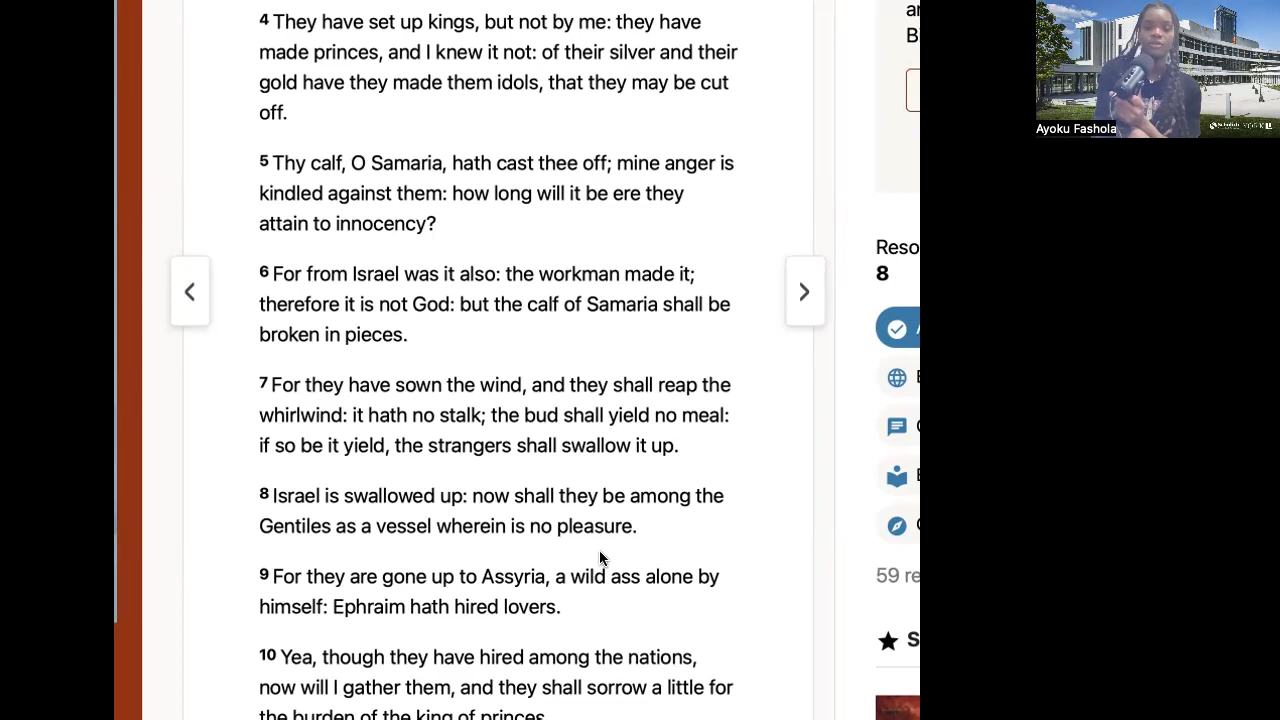 4 They have set up kings, but not by me: they have
made princes, and I knew it not: of their silver and their
gold have they made them idols, that they may be cut
off.
5 Thy calf, O Samaria, hath cast thee off; mine anger is
kindled against them: how long will it be ere they
attain to innocency?
6 For from Israel was it also: the workman made it;
therefore it is not God: but the calf of Samaria shall be
broken in pieces.
7 For they have sown the wind, and they shall reap the
whirlwind: it hath no stalk; the bud shall yield no meal:
if so be it yield, the strangers shall swallow it up.
8 Israel is swallowed up: now shall they be among the
Gentiles as a vessel wherein is no pleasure.
9 For they are gone up to Assyria, a wild ass alone by
himself: Ephraim hath hired lovers.
10 Yea, though they have hired among the nations,
now will I gather them, and they shall sorrow a little for
the burden of the king of princes.
B
Reso
8
59 re
S
Ayoku Fashola